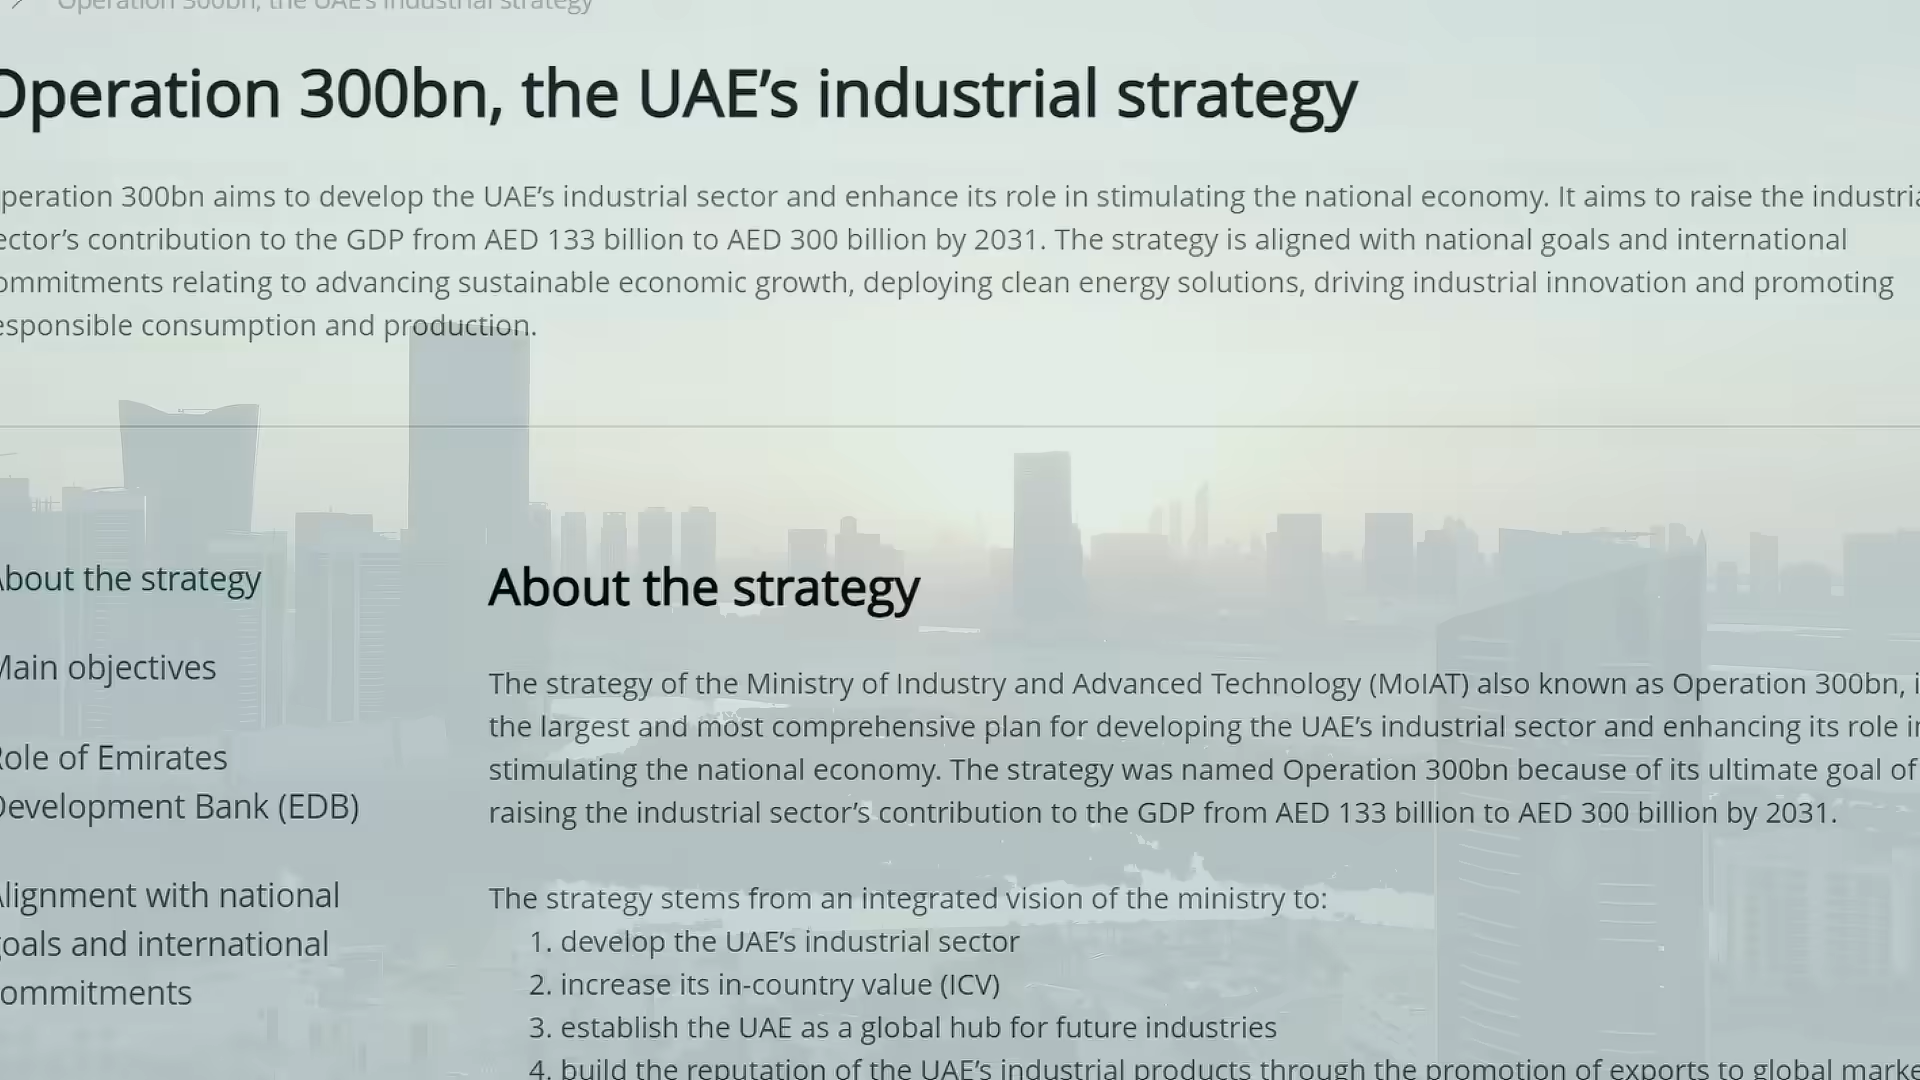 Operation 300bn, the UAE's industrial strategy
Operation 300bn, the UAE’s industrial strategy
peration 300bn aims to develop the UAE’s industrial sector and enhance its role in stimulating the national economy. It aims to raise the industria
ector’s contribution to the GDP from AED 133 billion to AED 300 billion by 2031. The strategy is aligned with national goals and international
ommitments relating to advancing sustainable economic growth, deploying clean energy solutions, driving industrial innovation and promoting
esponsible consumption and production.
About the strategy
Main objectives
Role of Emirates
Development Bank (EDB)
Alignment with national
goals and international
ommitments
About the strategy
The strategy of the Ministry of Industry and Advanced Technology (MoIAT) also known as Operation 300bn, i
the largest and most comprehensive plan for developing the UAE’s industrial sector and enhancing its role in
stimulating the national economy. The strategy was named Operation 300bn because of its ultimate goal of
raising the industrial sector’s contribution to the GDP from AED 133 billion to AED 300 billion by 2031.
The strategy stems from an integrated vision of the ministry to:
1. develop the UAE’s industrial sector
2. increase its in-country value (ICV)
3. establish the UAE as a global hub for future industries
4. build the reputation of the UAE’s industrial products through the promotion of exports to global marke